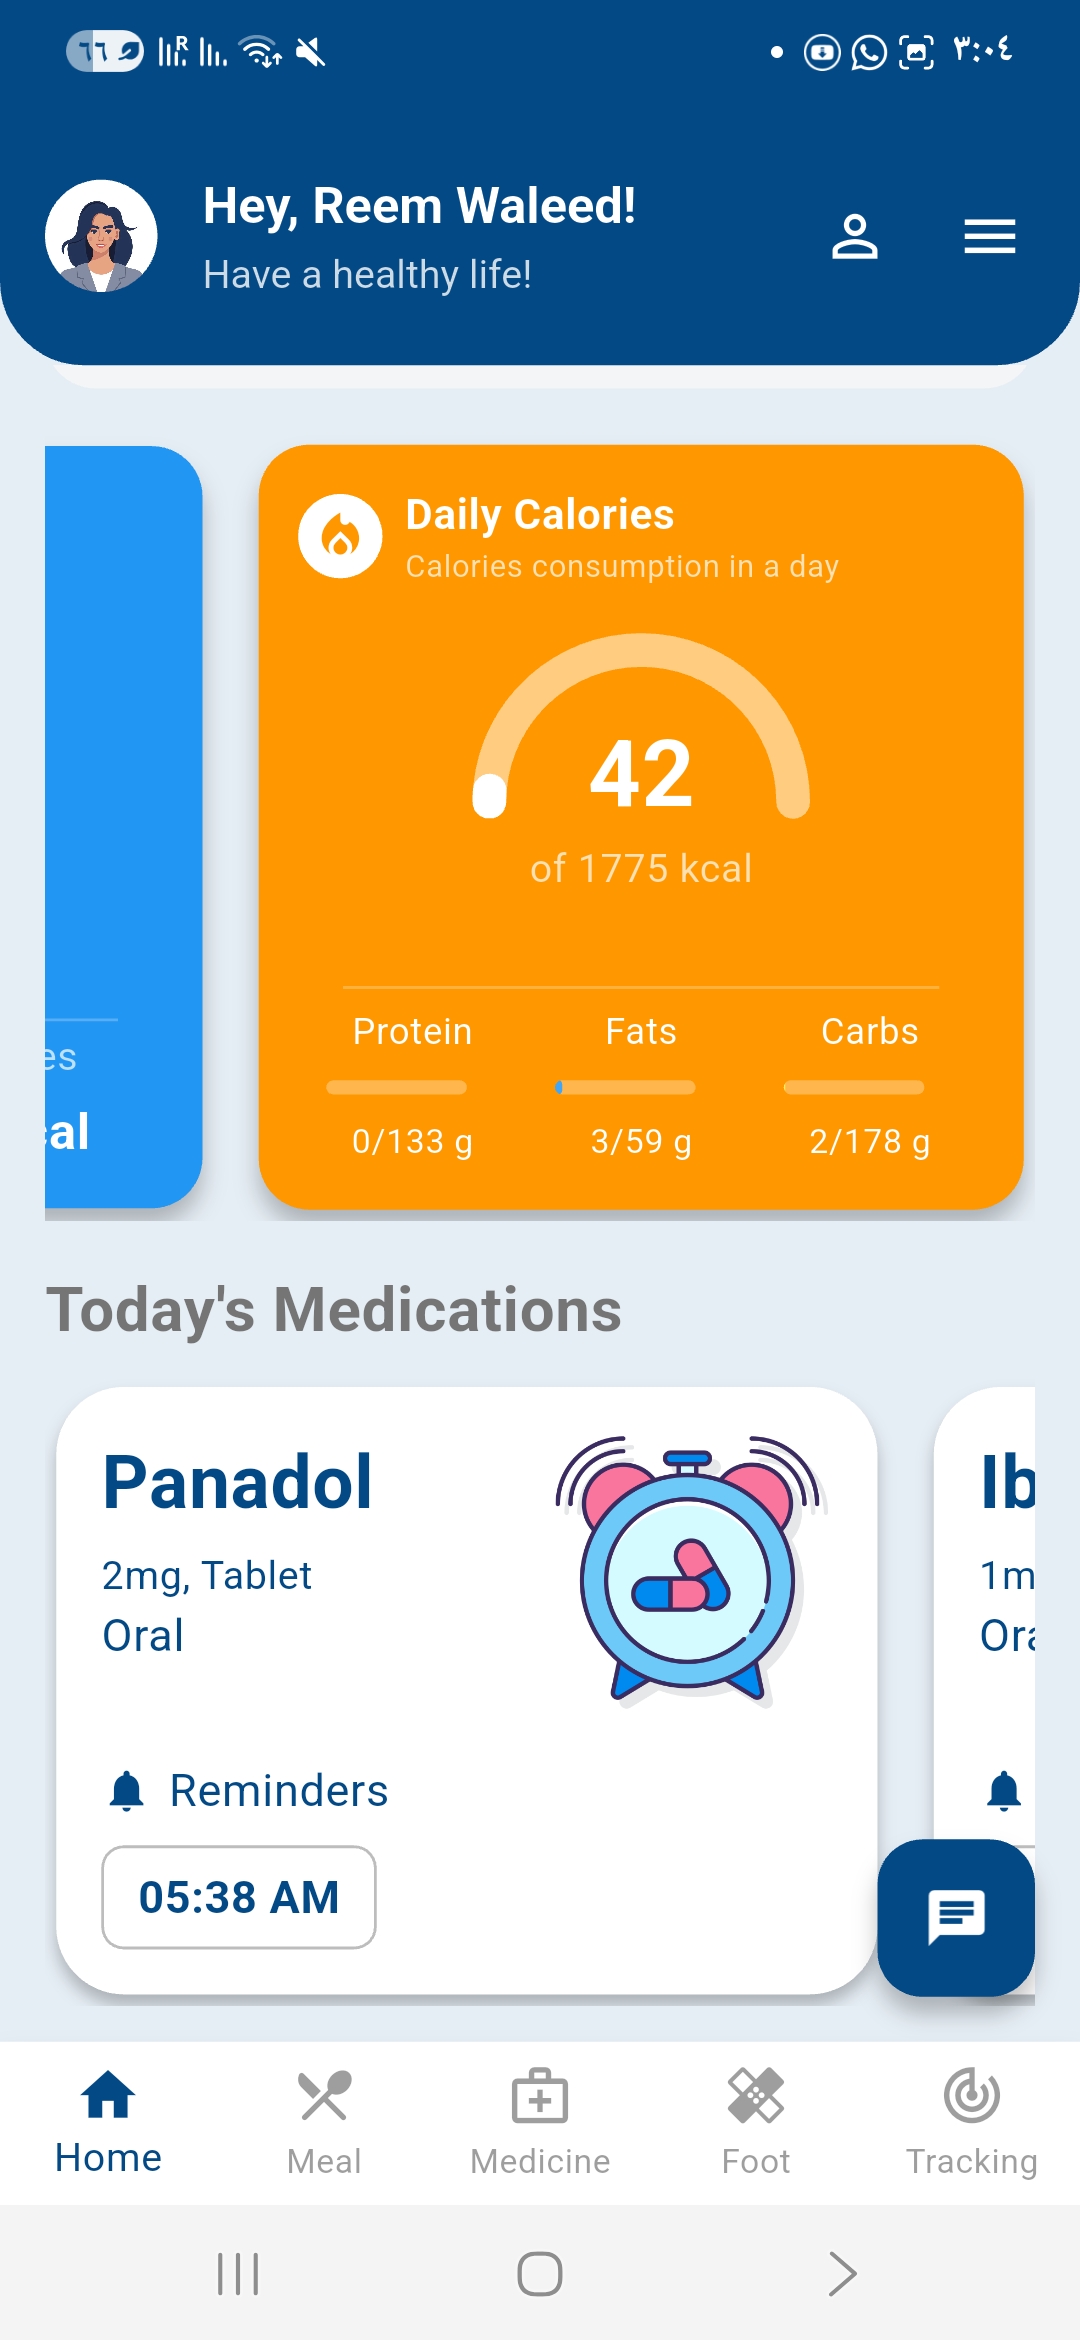 ٦٦
R
٣:٠٤
Hey, Reem Waleed!
Have a healthy life!
Daily Calories
Calories consumption in a day
42
of 1775 kcal
es
al
Protein
Fats
Carbs
0/133 g
3/59 g
2/178 g
Today's Medications
Panadol
2mg, Tablet
Oral
Reminders
05:38 AM
Ib
1m
Ora
Home
Meal
Medicine
Foot
Tracking